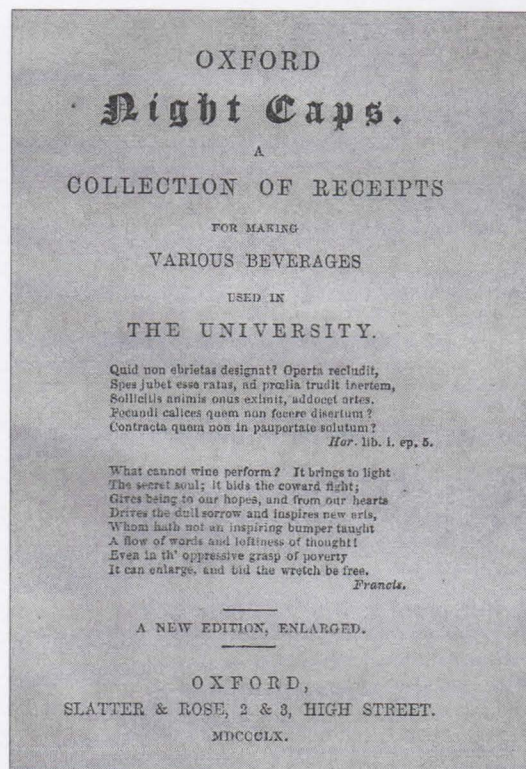 OXFORD
Night Caps.
A
COLLECTION OF RECEIPTS
FOR MAKING
VARIOUS BEVERAGES
USED IN
THE UNIVERSITY.
Quid non ebrietas designat? Operta recludit,
Spes jubet esse ratas, ad prœlia trudit inertem,
Sollicitis animis onus eximit, addocet artes.
Fecundi calices quem non fecere disertum?
Contracta quem non in paupertate solutum?
Hor. lib. i. ep. 5.
What cannot wine perform? It brings to light
The secret soul; it bids the coward fight;
Gives being to our hopes, and from our hearts
Drives the dull sorrow and inspires new arts,
Whom hath not an inspiring bumper taught
A flow of words and loftiness of thought!
Even in th' oppressive grasp of poverty
It can enlarge, and bid the wretch be free.
Francis.
A NEW EDITION, ENLARGED.
OXFORD,
SLATTER & ROSE, 2 & 3, HIGH STREET.
MDCCCLX.